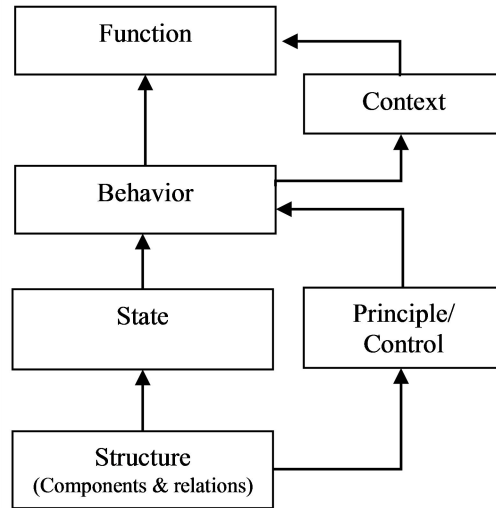 Function
Context
Behavior
State
Principle/
Control
Structure
(Components & relations)